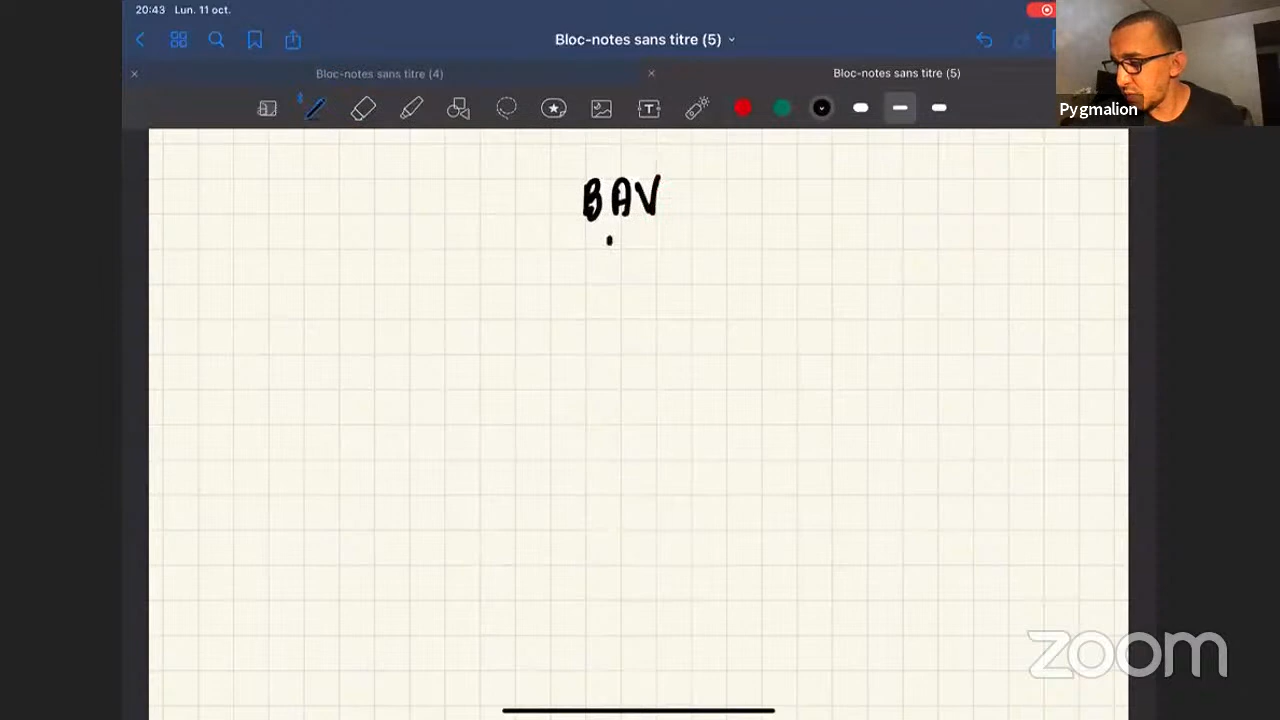 20:43 Lun. 11 oct.
Bloc-notes sans titre (5)
Bloc-notes sans titre (4)
Bloc-notes sans titre (5)
T
Pygmalion
BAV
zoom